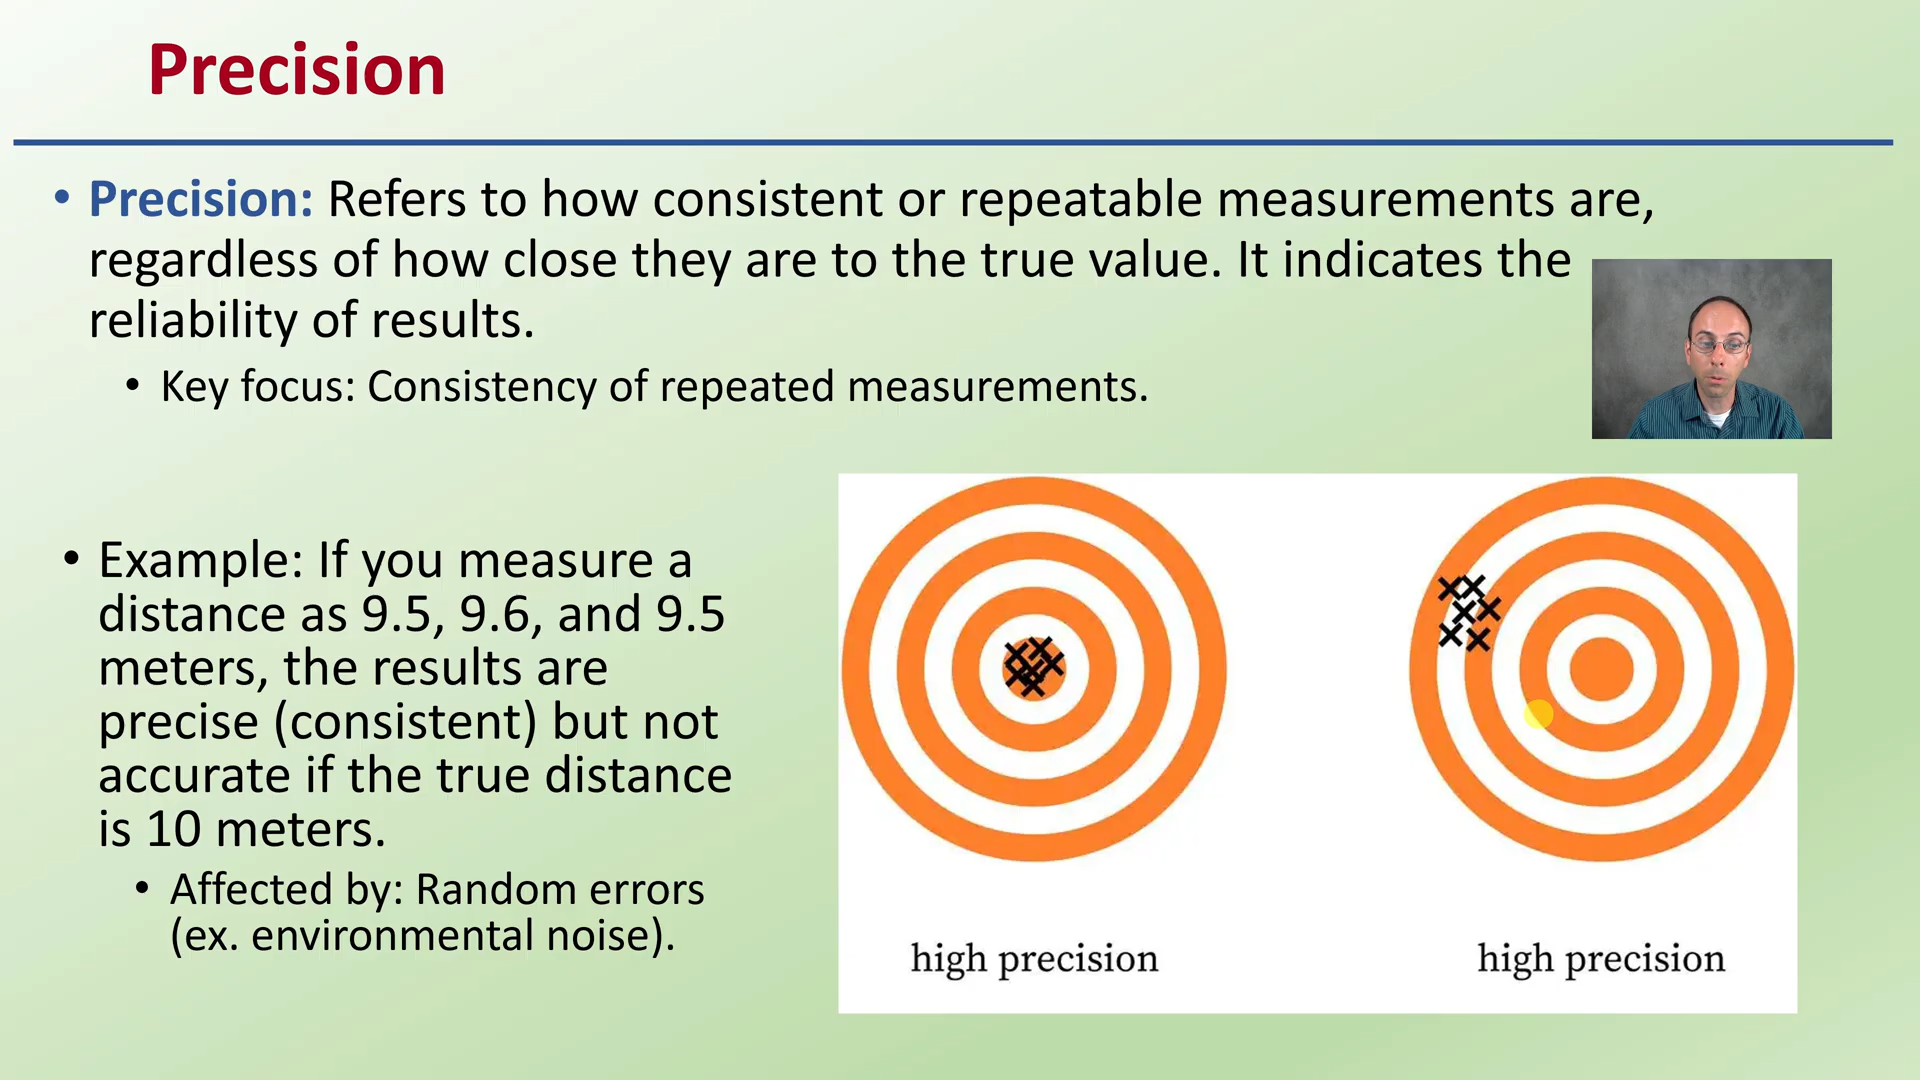 Precision
• Precision: Refers to how consistent or repeatable measurements are,
regardless of how close they are to the true value. It indicates the
reliability of results.
• Key focus: Consistency of repeated measurements.
• Example: If you measure a
distance as 9.5, 9.6, and 9.5
meters, the results are
precise (consistent) but not
accurate if the true distance
is 10 meters.
• Affected by: Random errors
(ex. environmental noise).
high precision
high precision